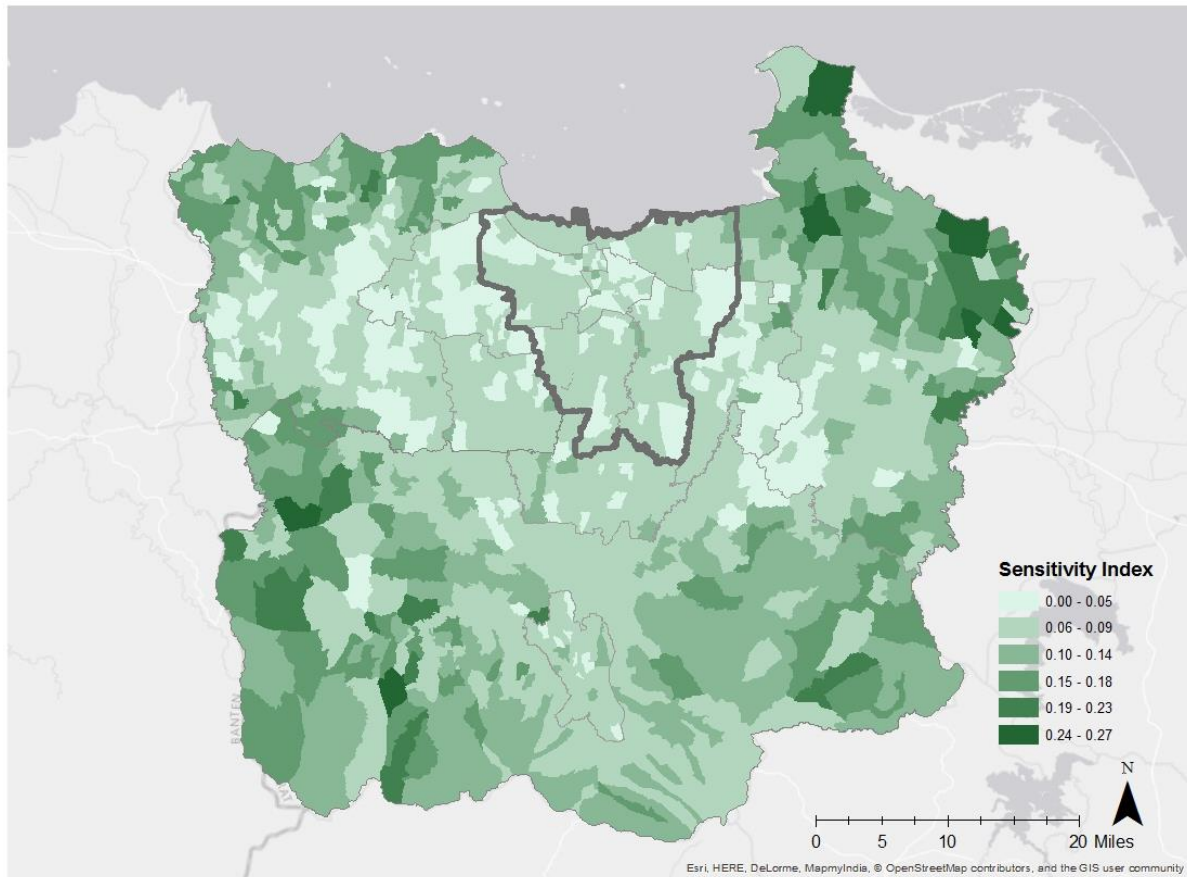 BANTEN
Sensitivity Index
0.00 - 0.05
0.06 - 0.09
0.10 - 0.14
0.15 - 0.18
0.19 - 0.23
0.24 - 0.27
N
0 5 10 20 Miles
Esri, HERE, DeLorme, MapmyIndia, © OpenStreetMap contributors, and the GIS user community